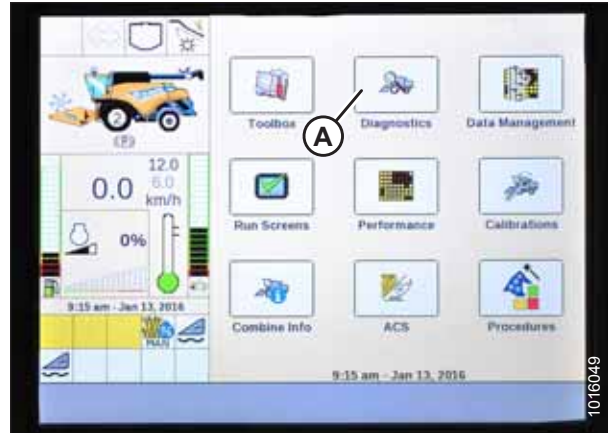 Toolbox
Diagnostics
Data Management
A
2
(P)
12.0
0.0
6.0
km/h
Run Screens
Performance
Calibrations
0%
9:15 am - Jan 13, 2016
MAN
Combine Info
ACS
Procedures
9:15 am - Jan 13, 2016
1016049